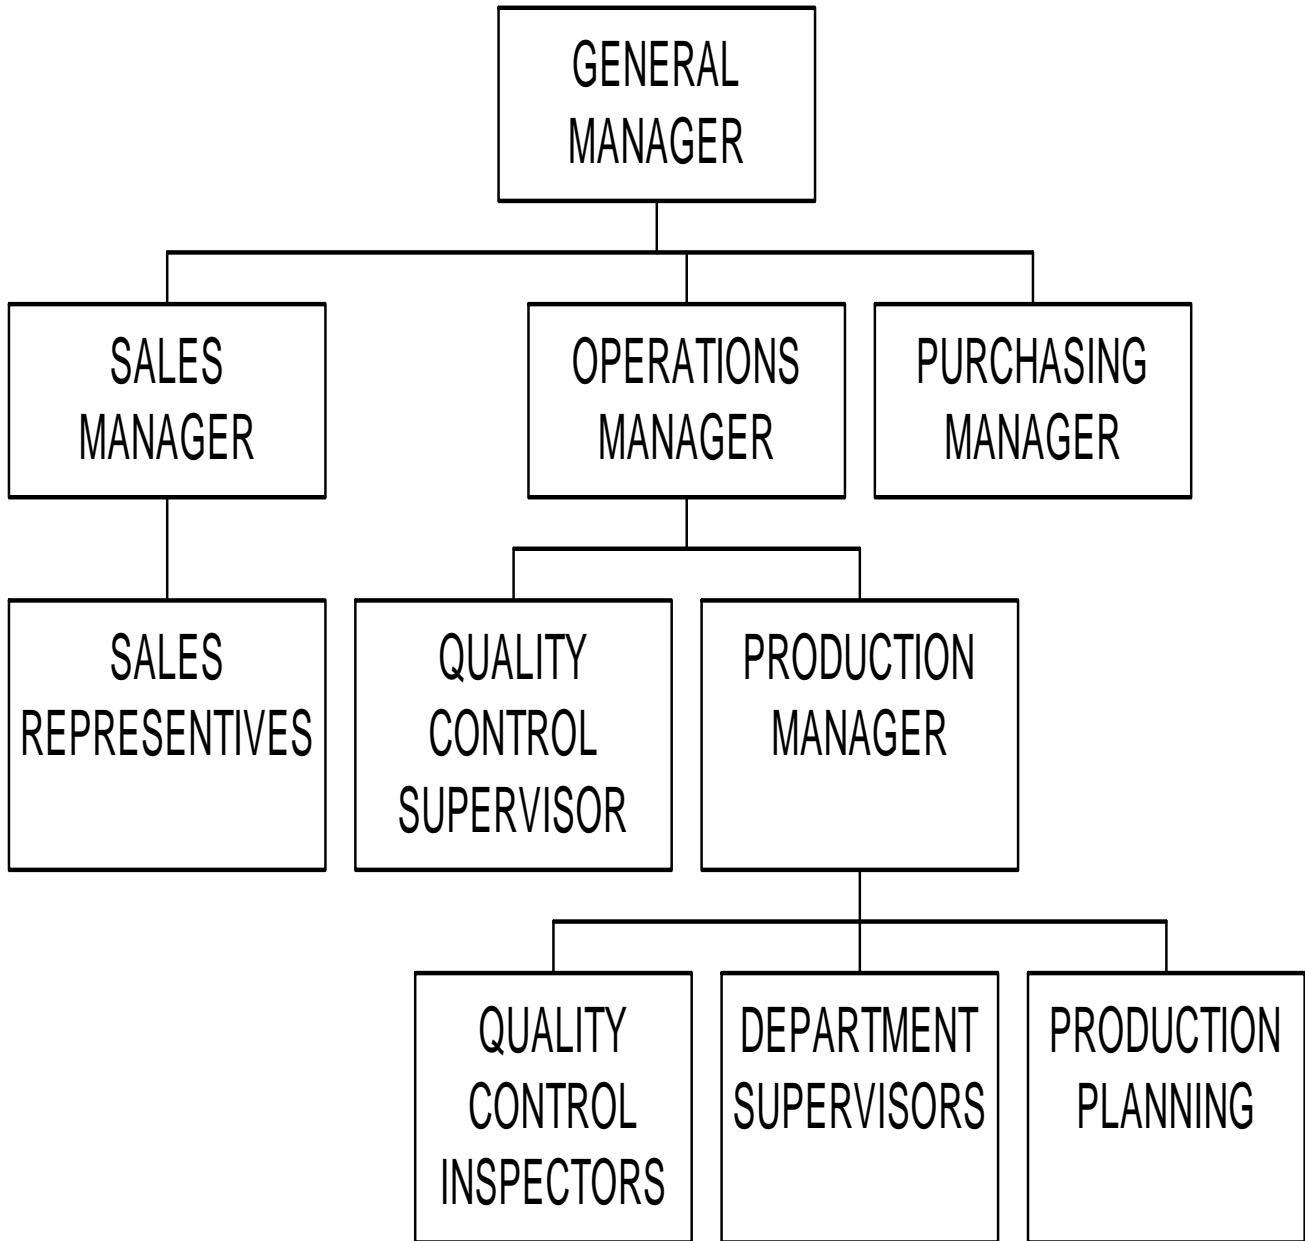 GENERAL
MANAGER
SALES
MANAGER
OPERATIONS
MANAGER
PURCHASING
MANAGER
SALES
REPRESENTIVES
QUALITY
CONTROL
SUPERVISOR
PRODUCTION
MANAGER
QUALITY
CONTROL
INSPECTORS
DEPARTMENT
SUPERVISORS
PRODUCTION
PLANNING